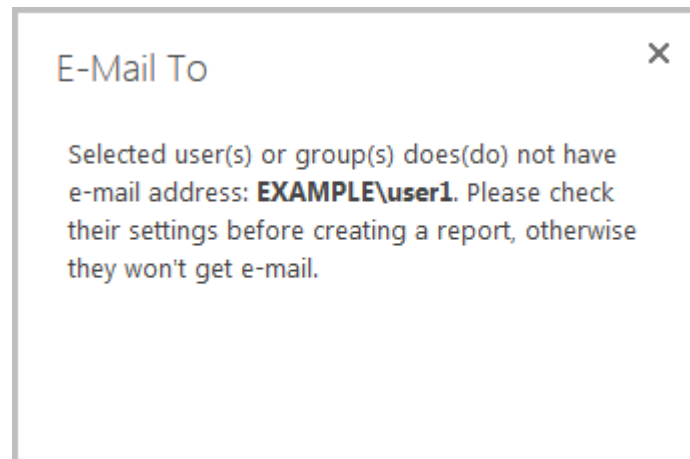 E-Mail To
Selected user(s) or group(s) does(do) not have
e-mail address: EXAMPLE\user1. Please check
their settings before creating a report, otherwise
they won't get e-mail.